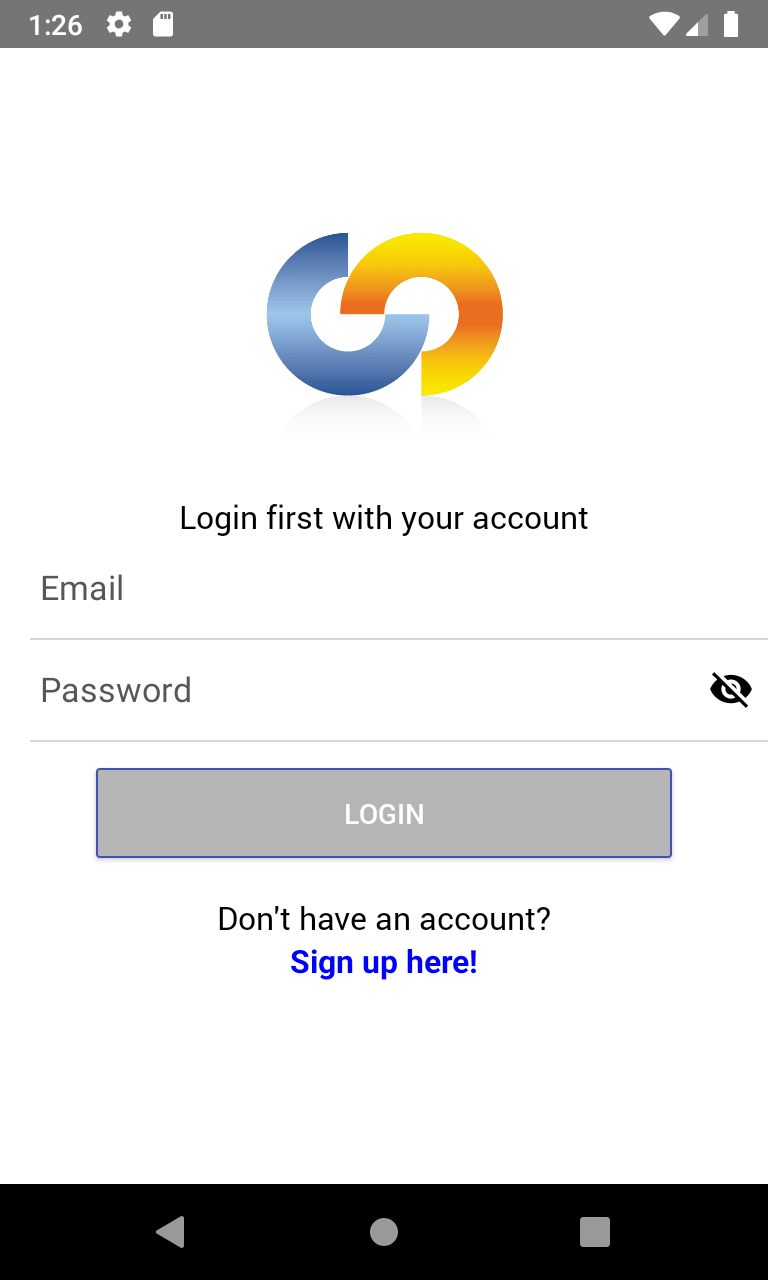 1:26
Login first with your account
Email
Password
LOGIN
Don't have an account?
Sign up here!